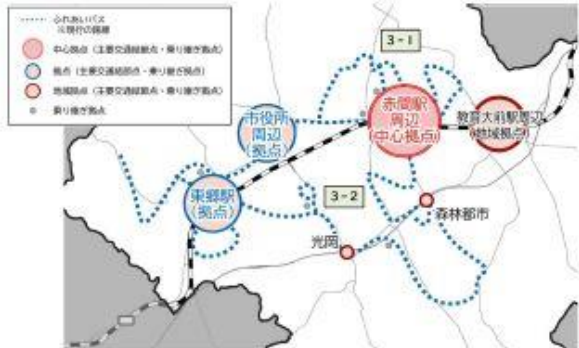 ふれあいバス
※現行の路線
中心拠点（主要交通結節点・乗り継ぎ拠点）
拠点（主要交通結節点・乗り継ぎ拠点）
地域拠点（主要交通結節点・乗り継ぎ拠点）
乗り継ぎ拠点
3-1
赤間駅
周辺
（中心拠点）
教育大前駅周辺
（地域拠点）
市役所
周辺
（拠点）
東郷駅
（拠点）
3-2
森林都市
光岡